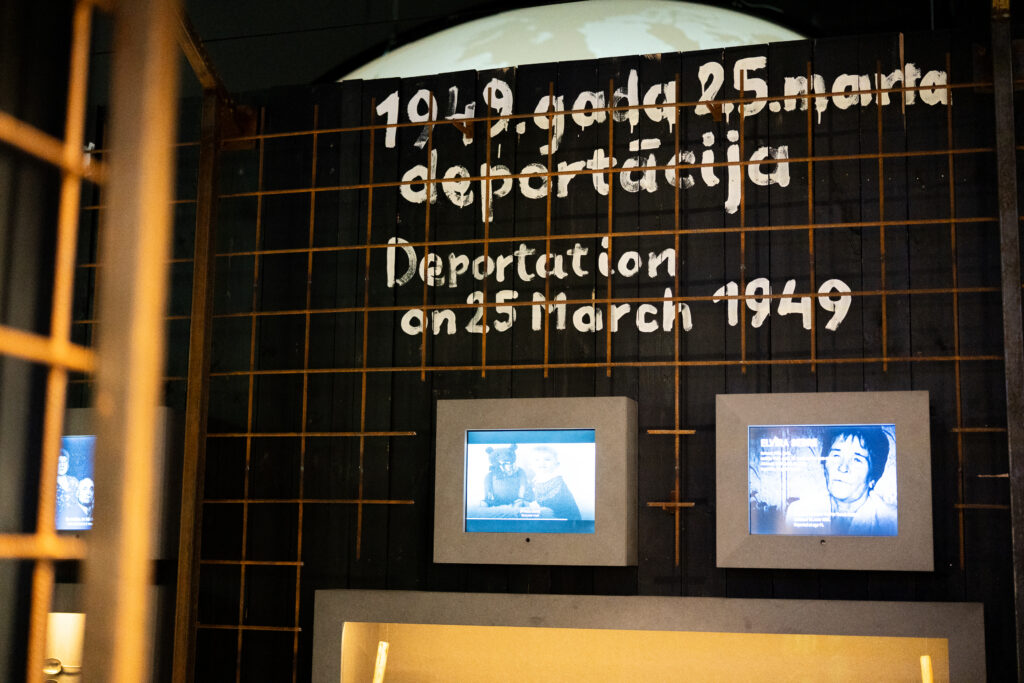 1949. gada 25. marta
deportācija
Deportation
on 25 March 1949